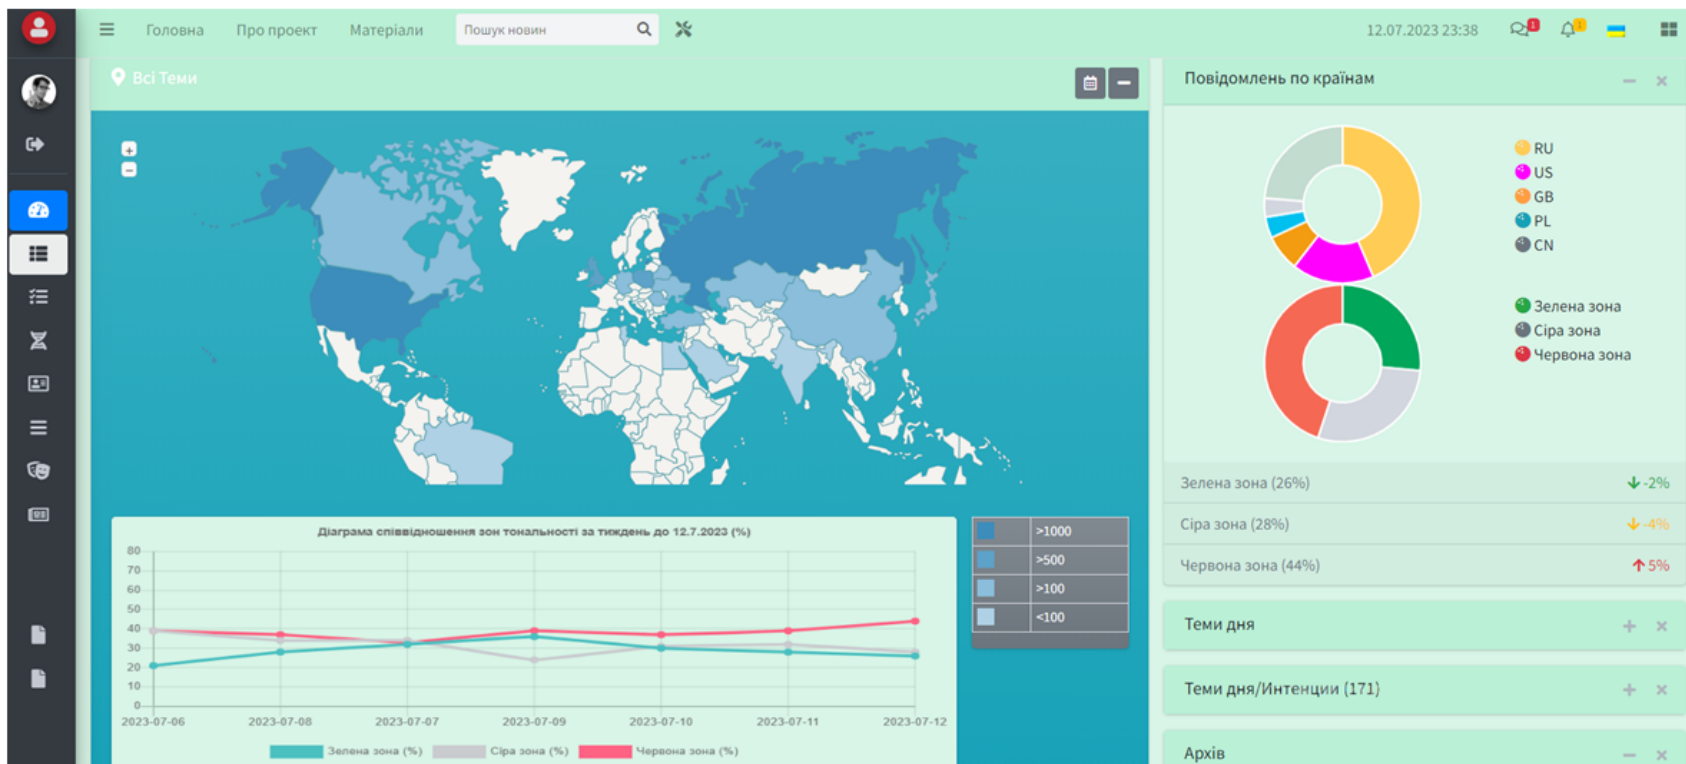 Головна Про проект Матеріали Пошук новин 12.07.2023 23:38 1 1
Всі Теми
+
−
>1000
>500
>100
<100
Діаграма співвідношення зон тональності за тиждень до 12.7.2023 (%)
80
70
60
50
40
30
20
10
0
2023-07-06 2023-07-08 2023-07-07 2023-07-09 2023-07-10 2023-07-11 2023-07-12
Зелена зона (%) Сіра зона (%) Червона зона (%)
Повідомлень по країнам
RU
US
GB
PL
CN
Зелена зона
Сіра зона
Червона зона
Зелена зона (26%) -2%
Сіра зона (28%) -4%
Червона зона (44%) 5%
Теми дня
Теми дня/Интенции (171)
Архів